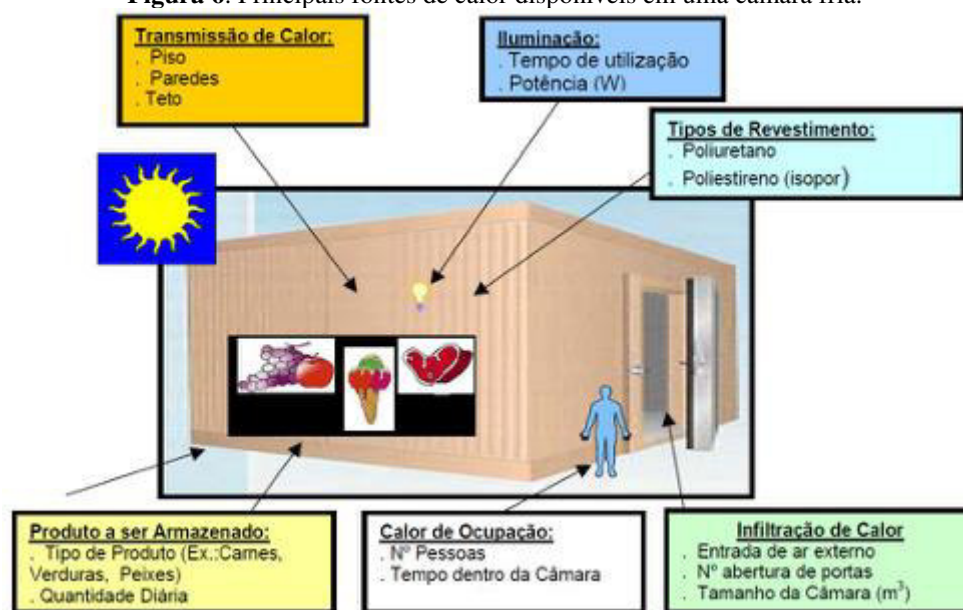 Figura 6. Principais fontes de calor disponíveis em uma câmara fria.
Transmissão de Calor:
. Piso
. Paredes
. Teto
Iluminação:
. Tempo de utilização
. Potência (W)
Tipos de Revestimento:
. Poliuretano
. Poliestireno (isopor)
Produto a ser Armazenado:
. Tipo de Produto (Ex.:Carnes,
Verduras, Peixes)
. Quantidade Diária
Calor de Ocupação:
. Nº Pessoas
. Tempo dentro da Câmara
Infiltração de Calor
. Entrada de ar externo
. Nº abertura de portas
. Tamanho da Câmara (m³)